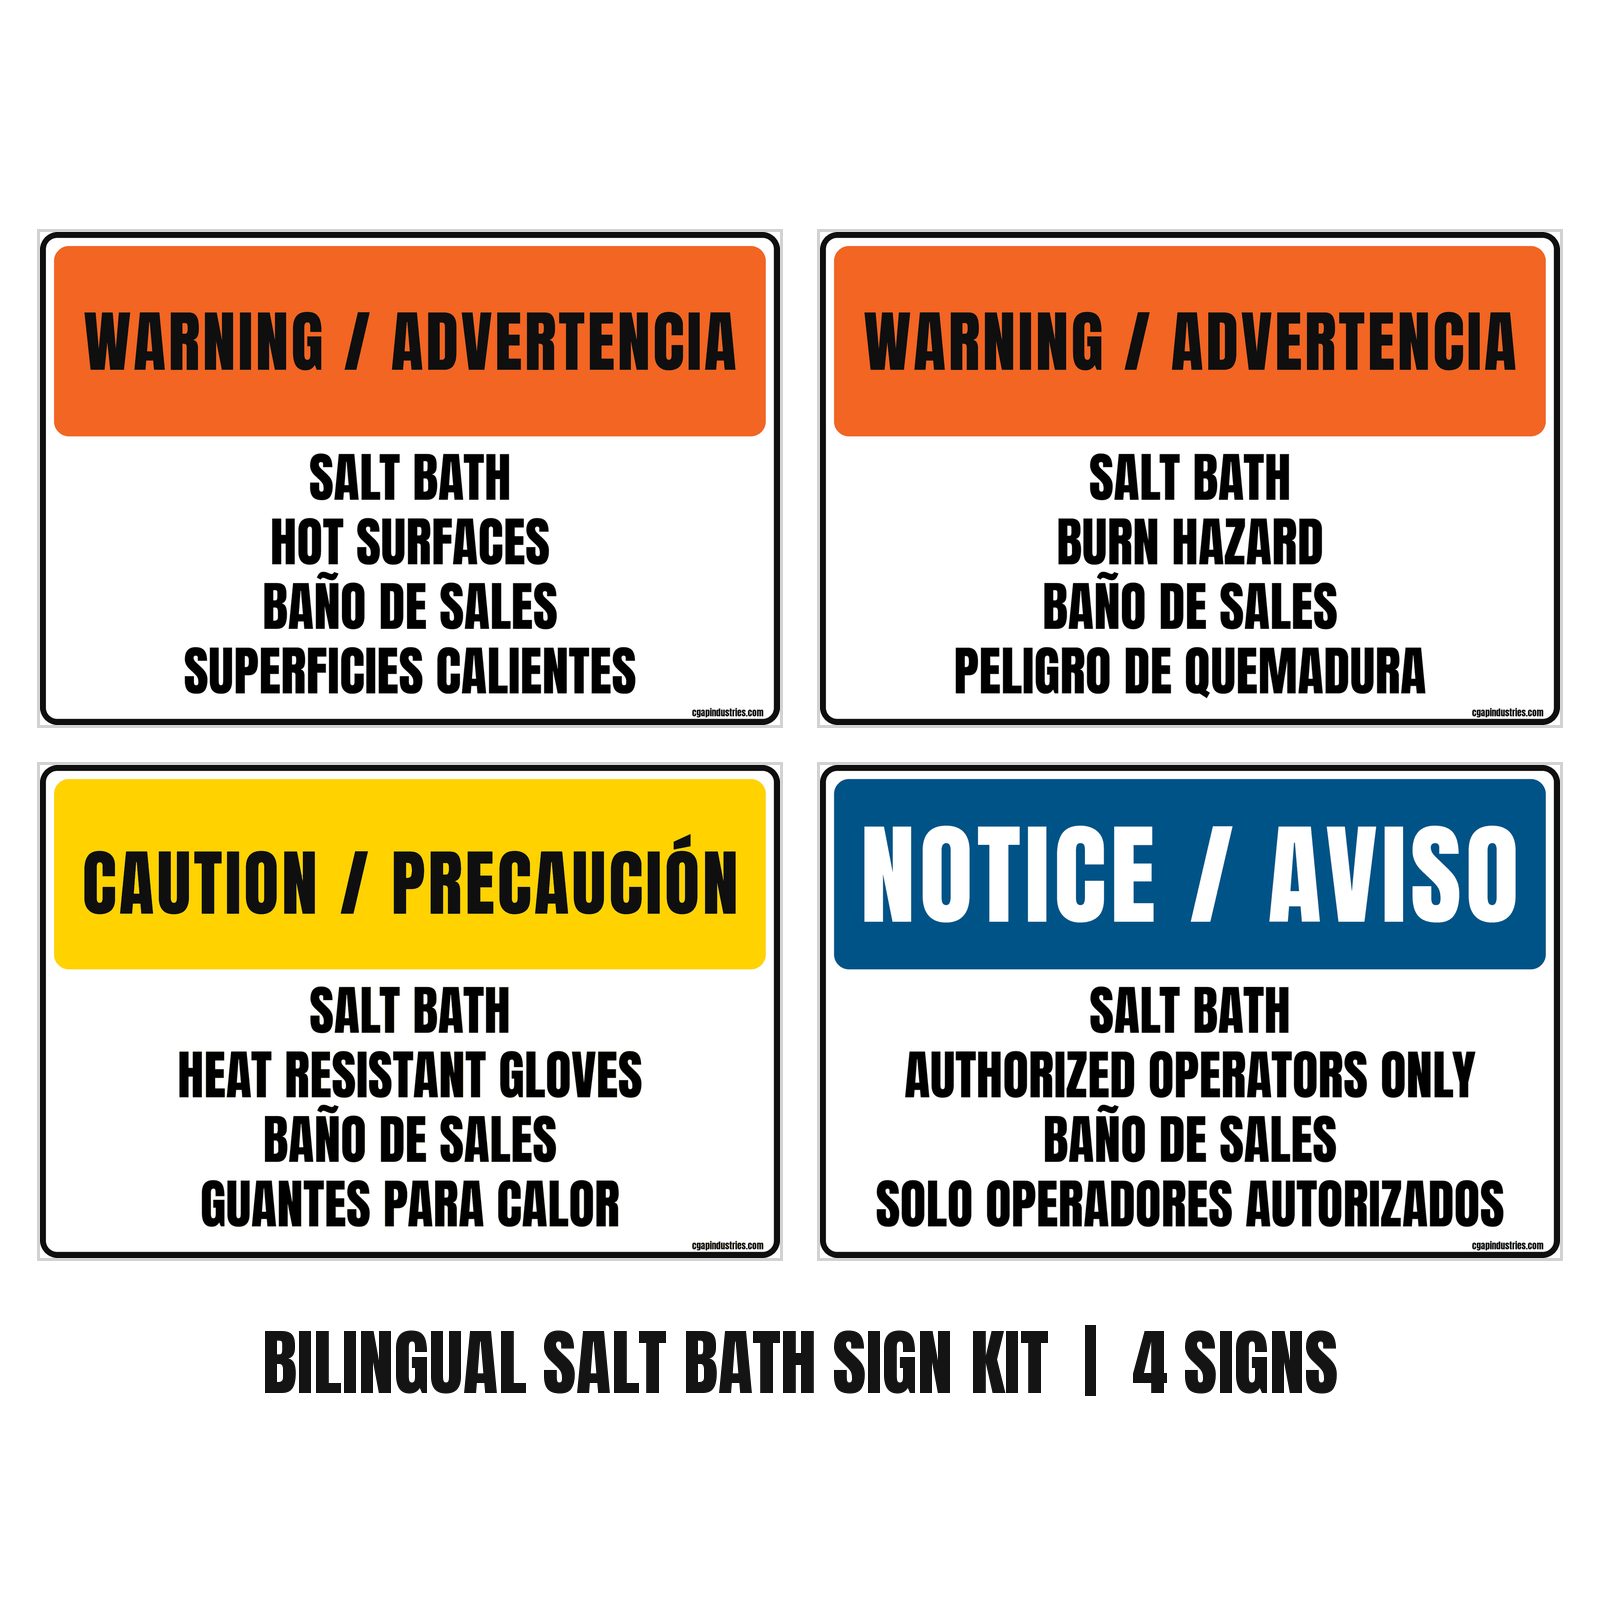 WARNING / ADVERTENCIA
SALT BATH
HOT SURFACES
BAÑO DE SALES
SUPERFICIES CALIENTES
cgapindustries.com
WARNING / ADVERTENCIA
SALT BATH
BURN HAZARD
BAÑO DE SALES
PELIGRO DE QUEMADURA
cgapindustries.com
CAUTION / PRECAUCIÓN
SALT BATH
HEAT RESISTANT GLOVES
BAÑO DE SALES
GUANTES PARA CALOR
cgapindustries.com
NOTICE / AVISO
SALT BATH
AUTHORIZED OPERATORS ONLY
BAÑO DE SALES
SOLO OPERADORES AUTORIZADOS
cgapindustries.com
BILINGUAL SALT BATH SIGN KIT | 4 SIGNS